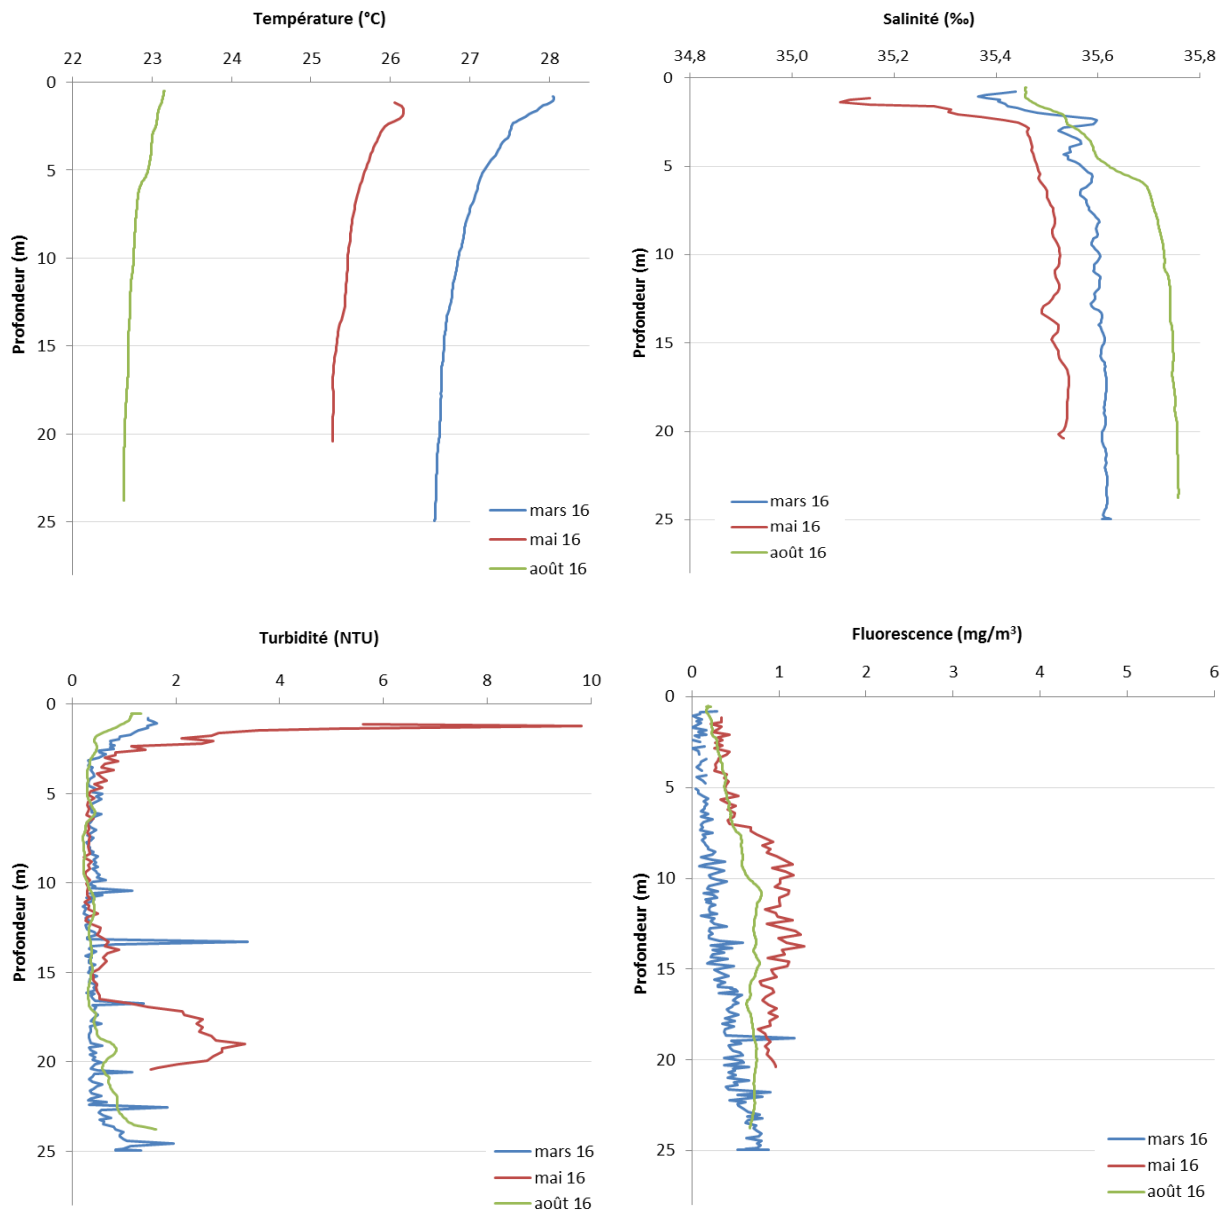 Température (°C)
22 23 24 25 26 27 28
0
5
10
15
20
25
Profondeur (m)
mars 16
mai 16
août 16
Salinité (‰)
34,8 35,0 35,2 35,4 35,6 35,8
0
5
10
15
20
25
Profondeur (m)
mars 16
mai 16
août 16
Turbidité (NTU)
0 2 4 6 8 10
0
5
10
15
20
25
Profondeur (m)
mars 16
mai 16
août 16
Fluorescence (mg/m³)
0 1 2 3 4 5 6
0
5
10
15
20
25
Profondeur (m)
mars 16
mai 16
août 16